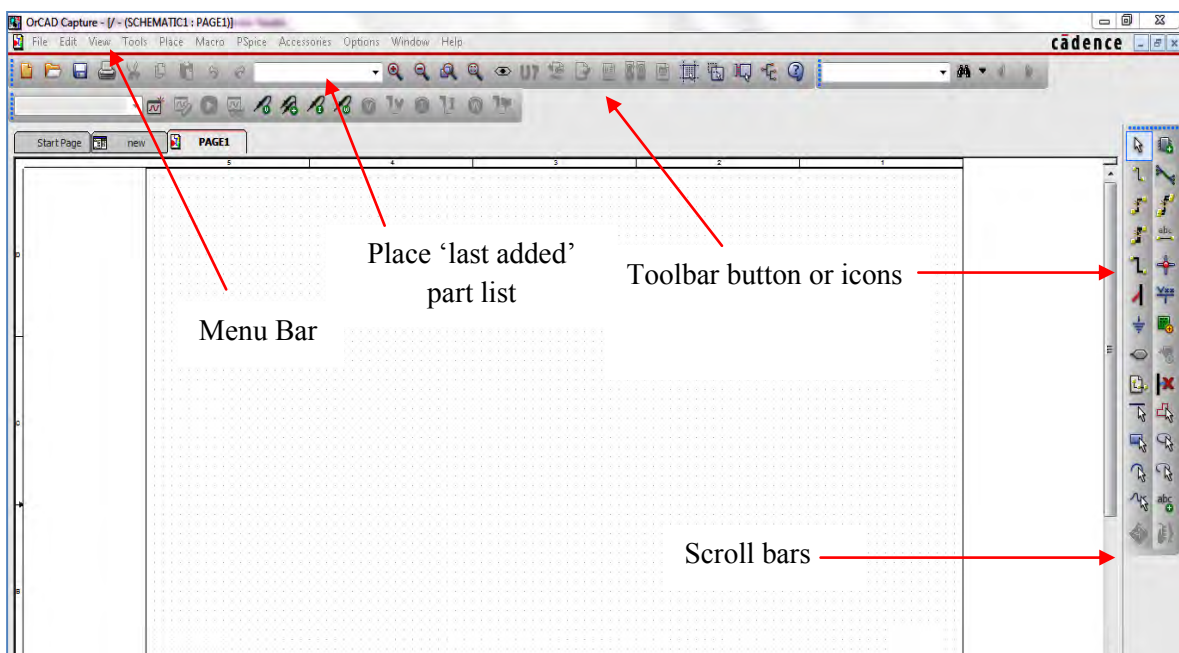 OrCAD Capture - [/ - (SCHEMATIC1 : PAGE1)]
File Edit View Tools Place Macro PSpice Accessories Options Window Help
cādence
U?
Start Page new PAGE1
5 4 3 2 1
abc
Place ‘last added’
part list
Toolbar button or icons
Menu Bar
D
C
Scroll bars
abc
B